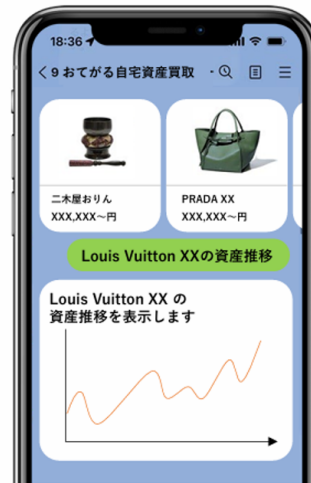 18:36
9 おてがる自宅資産買取
二木屋おりん
XXX,XXX～円
PRADA XX
XXX,XXX～円
Louis Vuitton XXの資産推移
Louis Vuitton XX の
資産推移を表示します